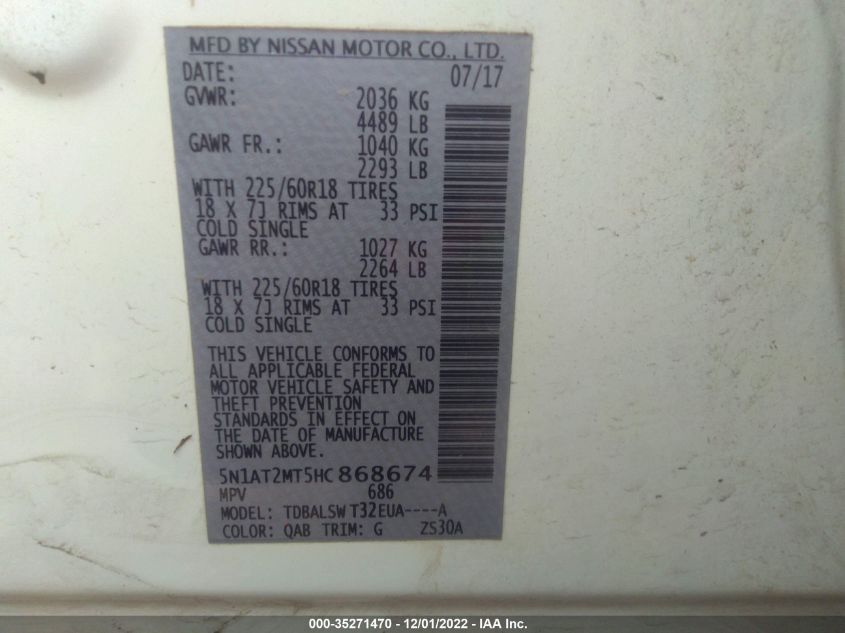 MFD BY NISSAN MOTOR CO., LTD.
DATE: 07/17
GVWR: 2036 KG
4489 LB
GAWR FR.: 1040 KG
2293 LB
WITH 225/60R18 TIRES
18 X 7J RIMS AT 33 PSI
COLD SINGLE
GAWR RR.: 1027 KG
2264 LB
WITH 225/60R18 TIRES
18 X 7J RIMS AT 33 PSI
COLD SINGLE
THIS VEHICLE CONFORMS TO
ALL APPLICABLE FEDERAL
MOTOR VEHICLE SAFETY AND
THEFT PREVENTION
STANDARDS IN EFFECT ON
THE DATE OF MANUFACTURE
SHOWN ABOVE.
5N1AT2MT5HC868674
MPV 686
MODEL: TDBALSW T32EUA----A
COLOR: QAB TRIM: G ZS30A
000-35271470 - 12/01/2022 - IAA Inc.